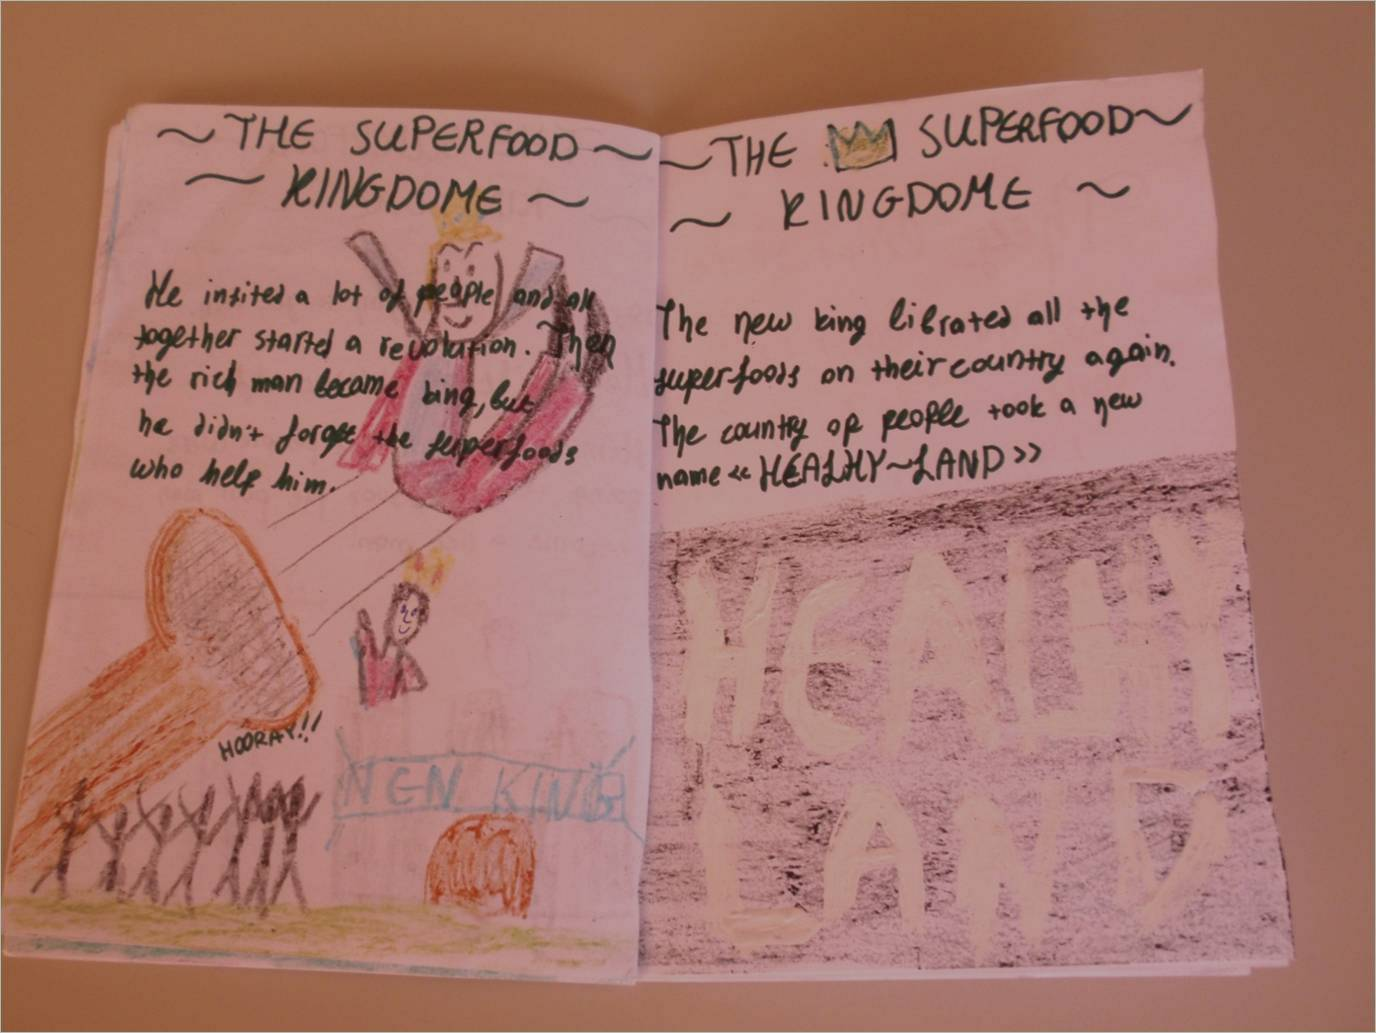 ~ THE SUPERFOOD ~
~ KINGDOME ~
He insited a lot of people and all
together started a revolution. Then
the rich man became king, but
he didn't forget the superfoods
who help him.
HOORAY!!
NEN KING
~ THE SUPERFOOD ~
~ KINGDOME ~
The new king librated all the
superfoods on their country again.
The country of people took a new
name « HEALHY~LAND »
HEALHY
LAND